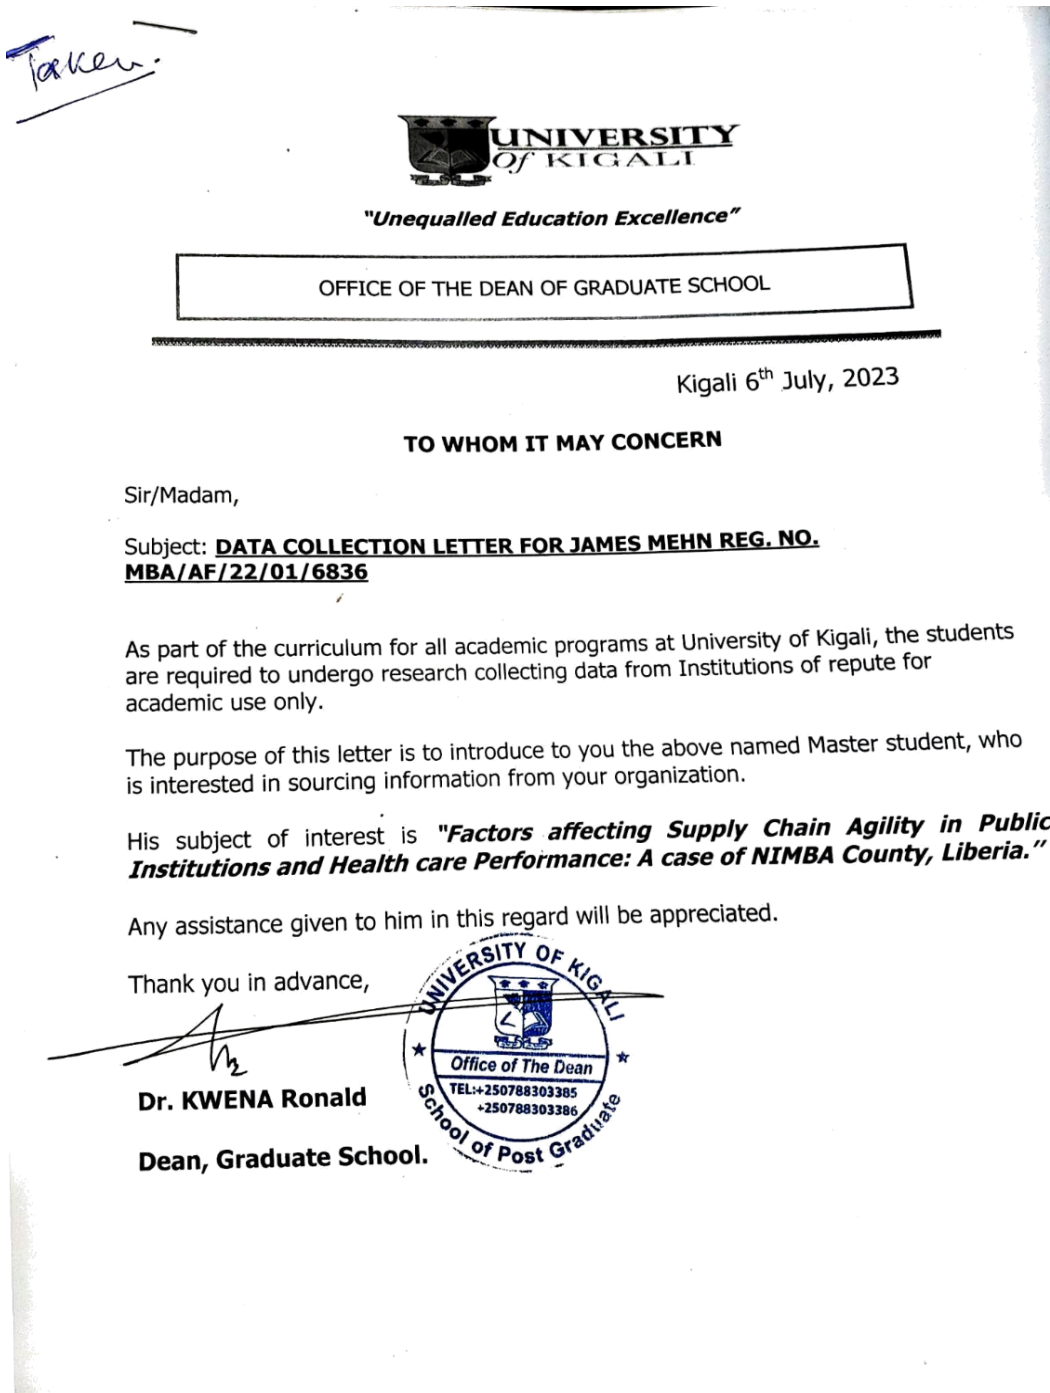 Taken.
UNIVERSITY
Of KIGALI
"Unequalled Education Excellence"
OFFICE OF THE DEAN OF GRADUATE SCHOOL
Kigali 6th July, 2023
TO WHOM IT MAY CONCERN
Sir/Madam,
Subject: DATA COLLECTION LETTER FOR JAMES MEHN REG. NO.
MBA/AF/22/01/6836
As part of the curriculum for all academic programs at University of Kigali, the students
are required to undergo research collecting data from Institutions of repute for
academic use only.
The purpose of this letter is to introduce to you the above named Master student, who
is interested in sourcing information from your organization.
His subject of interest is "Factors affecting Supply Chain Agility in Public
Institutions and Health care Performance: A case of NIMBA County, Liberia."
Any assistance given to him in this regard will be appreciated.
Thank you in advance,
UNIVERSITY OF KIGALI
Office of The Dean
TEL:+250788303385
+250788303386
School of Post Graduate
Dr. KWENA Ronald
Dean, Graduate School.